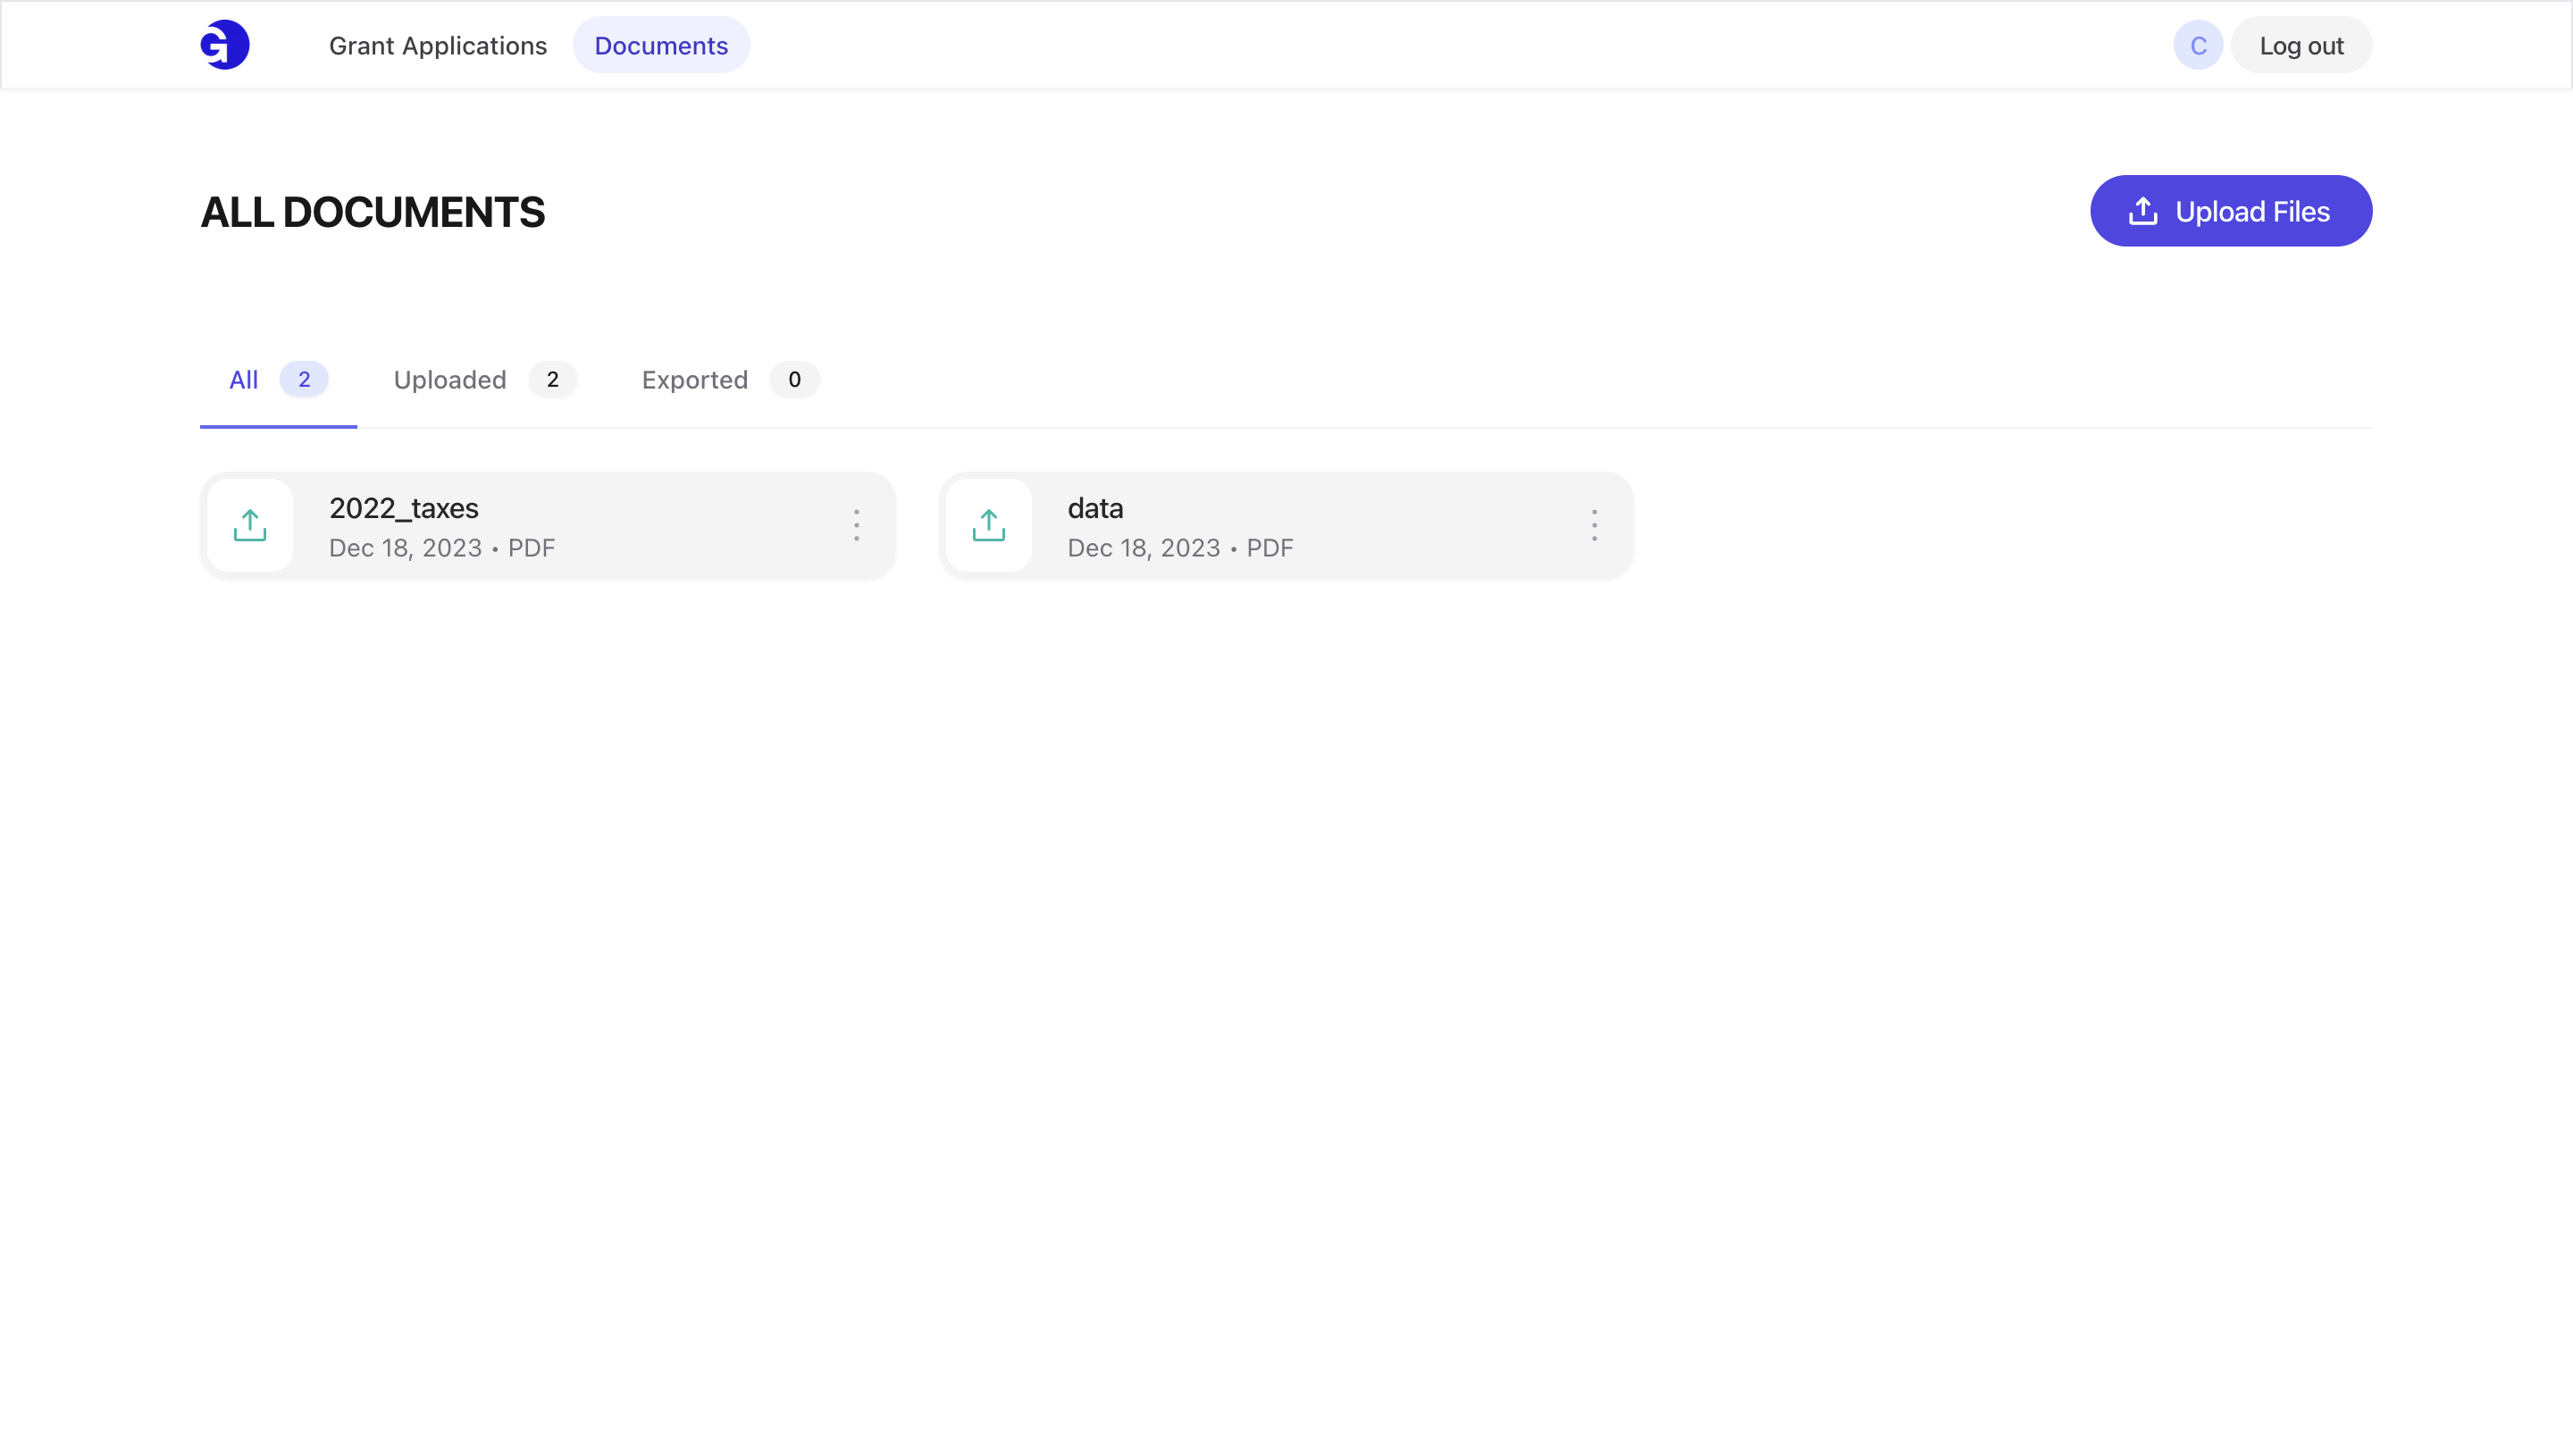 G
Grant Applications
Documents
C
Log out
ALL DOCUMENTS
Upload Files
All 2
Uploaded 2
Exported 0
2022_taxes
Dec 18, 2023 • PDF
data
Dec 18, 2023 • PDF